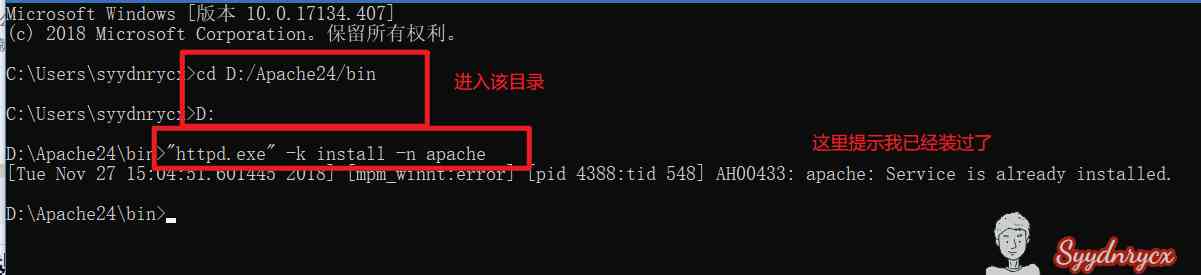 Microsoft Windows [版本 10.0.17134.407]
(c) 2018 Microsoft Corporation。保留所有权利。
C:\Users\syydnrycx>cd D:/Apache24/bin
进入该目录
C:\Users\syydnrycx>D:
这里提示我已经装过了
D:\Apache24\bin>"httpd.exe" -k install -n apache
[Tue Nov 27 15:04:51.601445 2018] [mpm_winnt:error] [pid 4388:tid 548] AH00433: apache: Service is already installed.
D:\Apache24\bin>
Syydnrycx